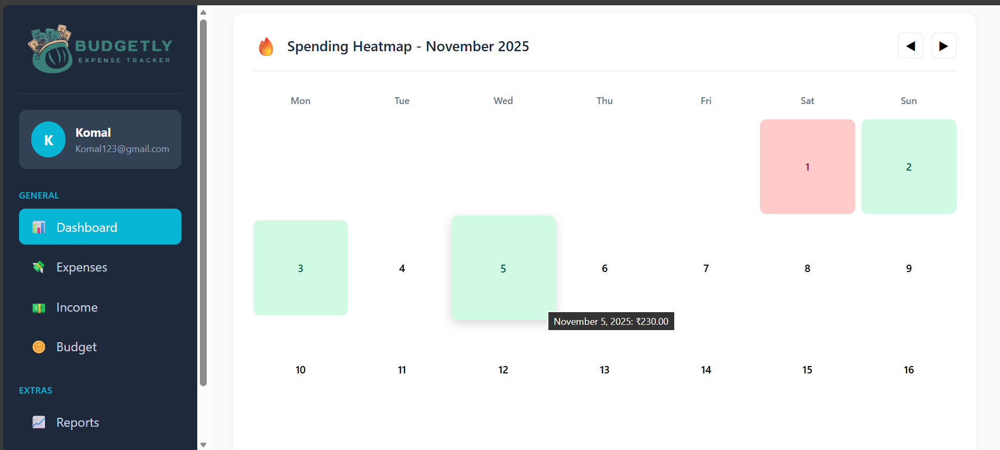 BUDGETLY
EXPENSE TRACKER
K
Komal
Komal123@gmail.com
GENERAL
Dashboard
Expenses
Income
Budget
EXTRAS
Reports
Spending Heatmap - November 2025
Mon Tue Wed Thu Fri Sat Sun
1 2
3 4 5 6 7 8 9
November 5, 2025: ₹230.00
10 11 12 13 14 15 16